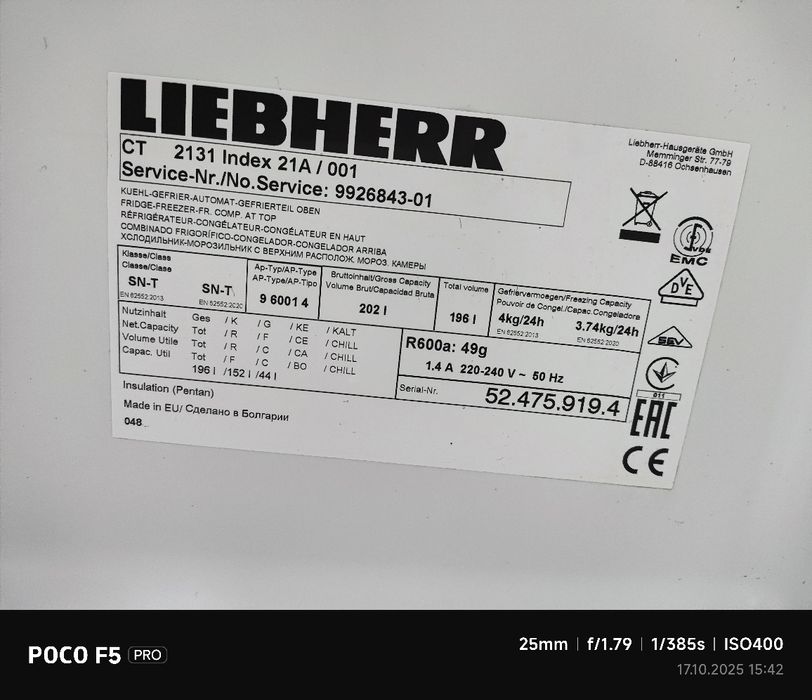 LIEBHERR
CT 2131 Index 21A / 001
Service-Nr./No.Service: 9926843-01
Liebherr-Hausgeräte GmbH
Memminger Str. 77-79
D-88416 Ochsenhausen
KUEHL-GEFRIER-AUTOMAT-GEFRIERTEIL OBEN
FRIDGE-FREEZER-FR. COMP. AT TOP
RÉFRIGÉRATEUR-CONGÉLATEUR-CONGÉLATEUR EN HAUT
COMBINADO FRIGORÍFICO-CONGELADOR-CONGELADOR ARRIBA
ХОЛОДИЛЬНИК-МОРОЗИЛЬНИК С ВЕРХНИМ РАСПОЛОЖ. МОРОЗ. КАМЕРЫ
VDE
EMC
DVE
SEV
011
EAC
CE
Klasse/Class
Classe/Clase
SN-T SN-T
EN 62552:2013 EN 62552:2020
Ap-Typ/AP-Type
AP-Type/AP-Tipo
9 6001 4
Bruttoinhalt/Gross Capacity
Volume Brut/Capacidad Bruta
202 l
Total volume
196 l
Gefriervermoegen/Freezing Capacity
Pouvoir de Congel./Capac.Congeladora
4kg/24h 3.74kg/24h
EN 62552:2013 EN 62552:2020
Nutzinhalt Ges / K / G / KE / KALT
Net.Capacity Tot / R / F / CE / CHILL
Volume Utile Tot / R / C / CA / CHILL
Capac. Util Tot / F / C / BO / CHILL
196 l /152 l /44 l
R600a: 49g
1.4 A 220-240 V ~ 50 Hz
Serial-Nr. 52.475.919.4
Insulation (Pentan)
Made in EU/ Сделано в Болгарии
048
POCO F5 PRO
25mm | f/1.79 | 1/385s | ISO400
17.10.2025 15:42